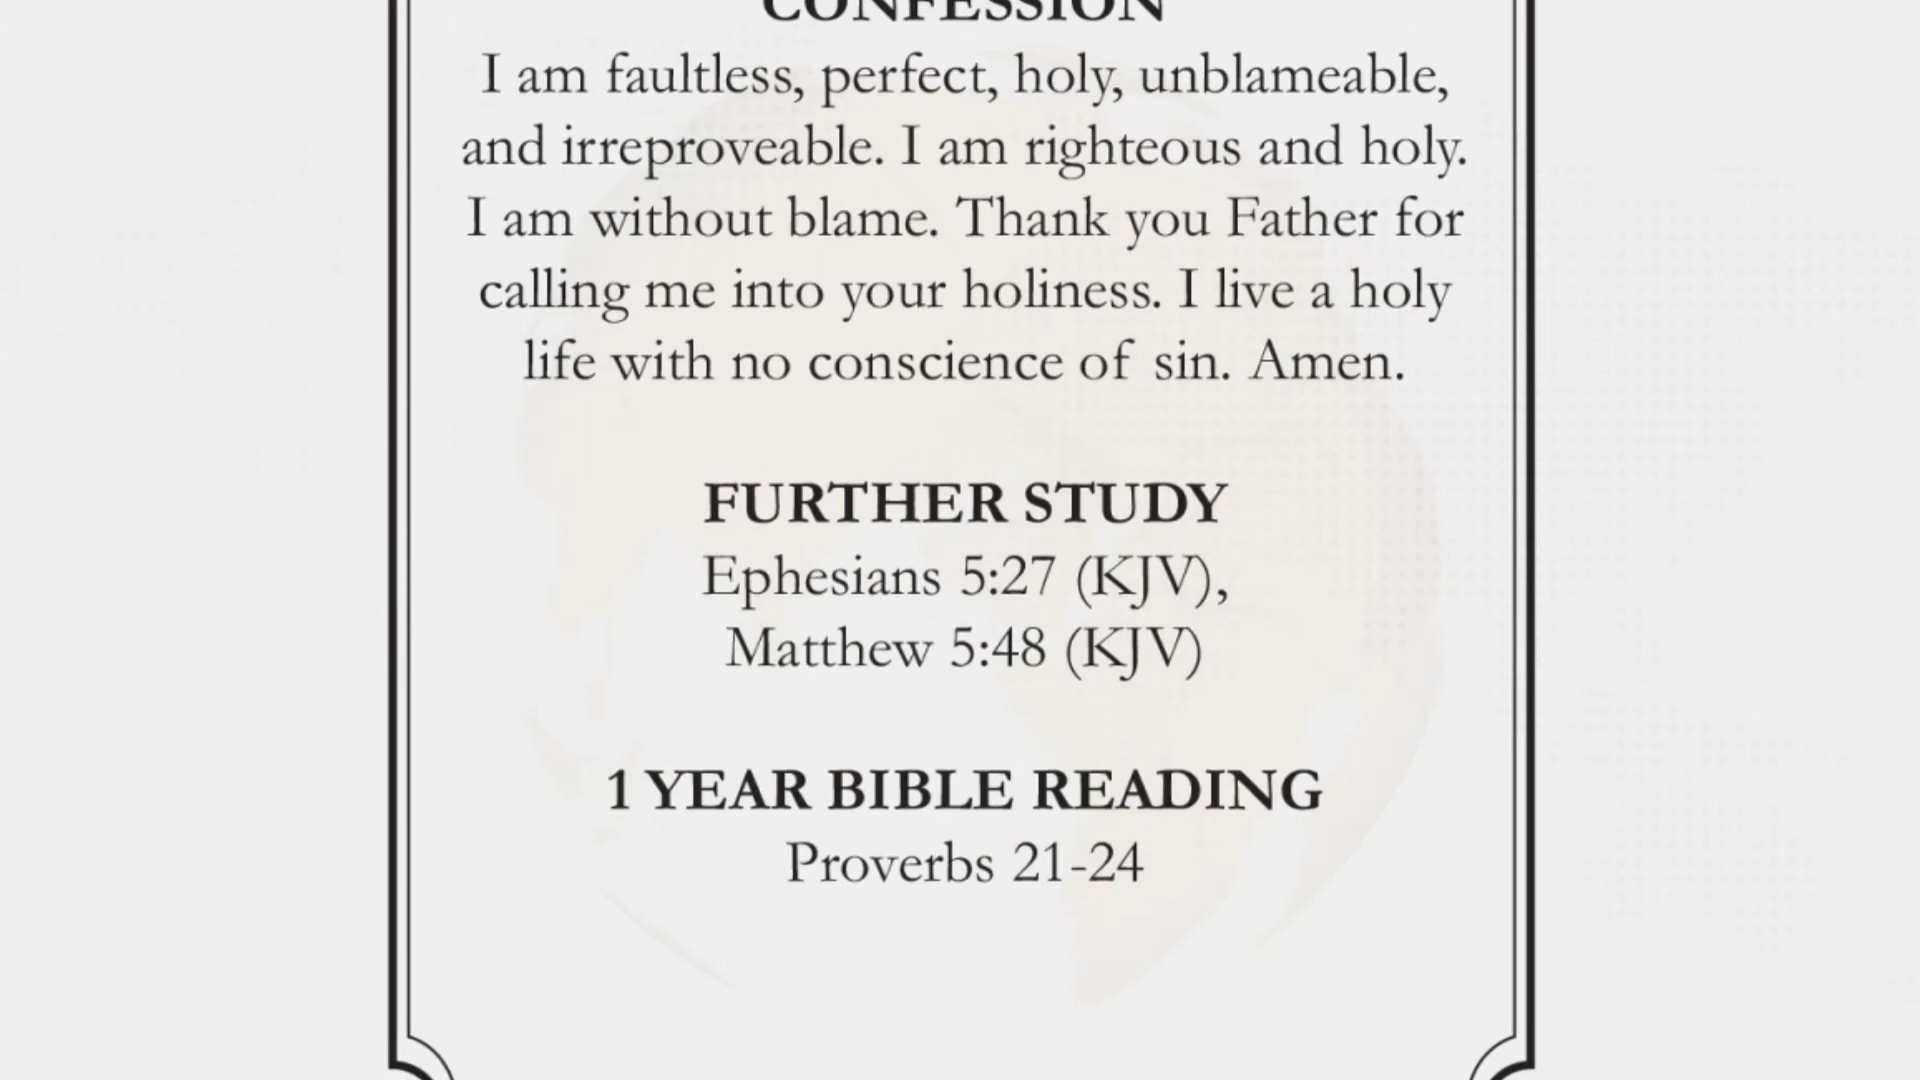 CONFESSION
I am faultless, perfect, holy, unblameable,
and irreproveable. I am righteous and holy.
I am without blame. Thank you Father for
calling me into your holiness. I live a holy
life with no conscience of sin. Amen.
FURTHER STUDY
Ephesians 5:27 (KJV),
Matthew 5:48 (KJV)
1 YEAR BIBLE READING
Proverbs 21-24